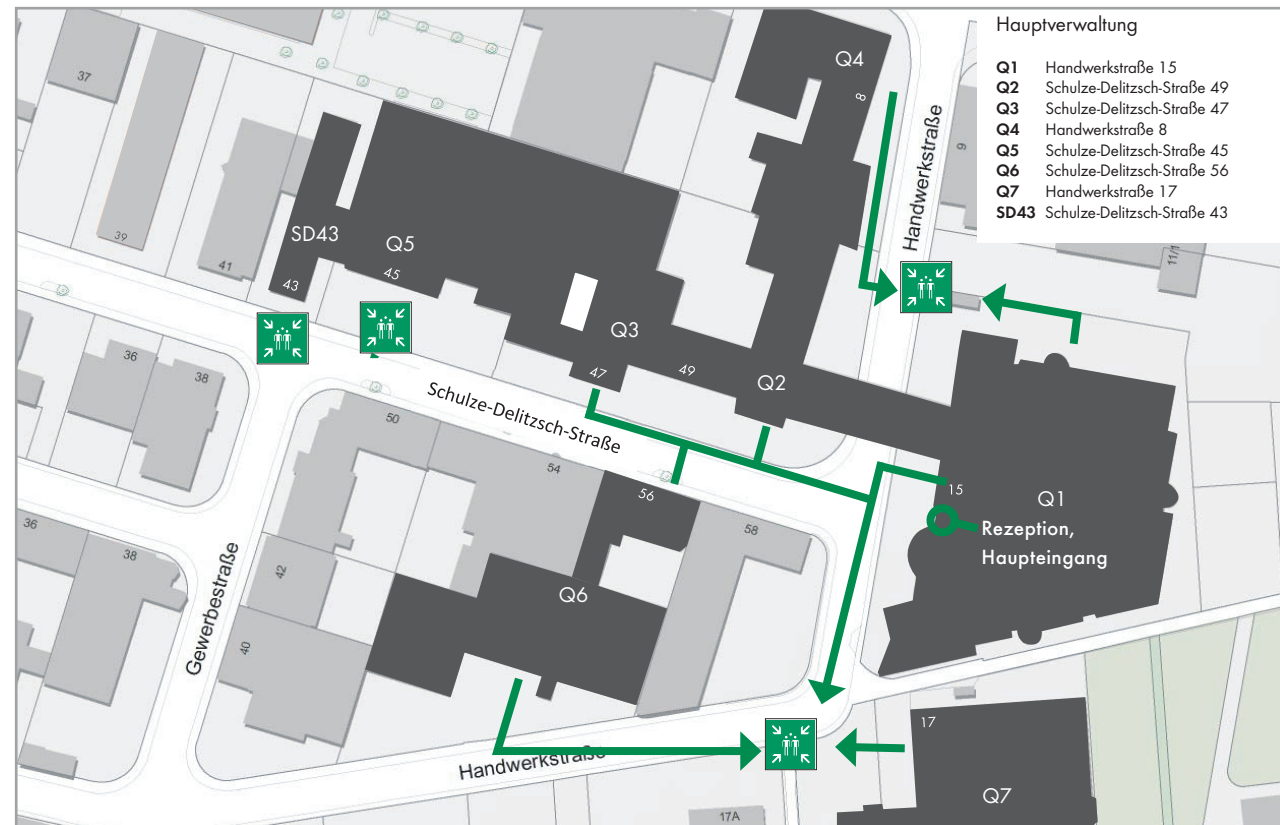 Hauptverwaltung
Q1 Handwerkstraße 15
Q2 Schulze-Delitzsch-Straße 49
Q3 Schulze-Delitzsch-Straße 47
Q4 Handwerkstraße 8
Q5 Schulze-Delitzsch-Straße 45
Q6 Schulze-Delitzsch-Straße 56
Q7 Handwerkstraße 17
SD43 Schulze-Delitzsch-Straße 43
37
Q4
8
9
Handwerkstraße
39
41
SD43
43
Q5
45
11/1
Q3
47
49
Q2
36
38
Schulze-Delitzsch-Straße
50
54
56
58
15
Q1
Rezeption,
Haupteingang
36
38
42
40
Gewerbestraße
Q6
Handwerkstraße
17
Q7
17A